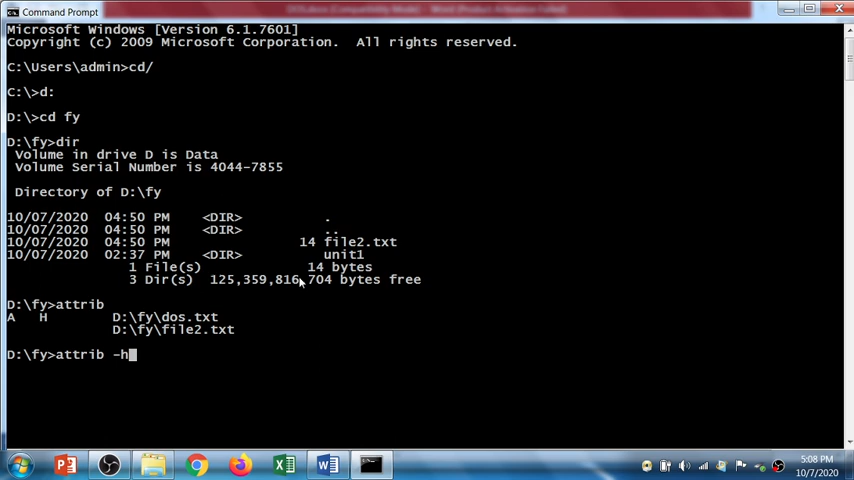 Command Prompt
Microsoft Windows [Version 6.1.7601]
Copyright (c) 2009 Microsoft Corporation.  All rights reserved.
C:\Users\admin>cd/
C:\>d:
D:\>cd fy
D:\fy>dir
 Volume in drive D is Data
 Volume Serial Number is 4044-7855
 Directory of D:\fy
10/07/2020  04:50 PM    <DIR>          .
10/07/2020  04:50 PM    <DIR>          ..
10/07/2020  04:50 PM                14 file2.txt
10/07/2020  02:37 PM    <DIR>          unit1
               1 File(s)             14 bytes
               3 Dir(s)  125,359,816,704 bytes free
D:\fy>attrib
A   H        D:\fy\dos.txt
             D:\fy\file2.txt
D:\fy>attrib -h
5:08 PM
10/7/2020